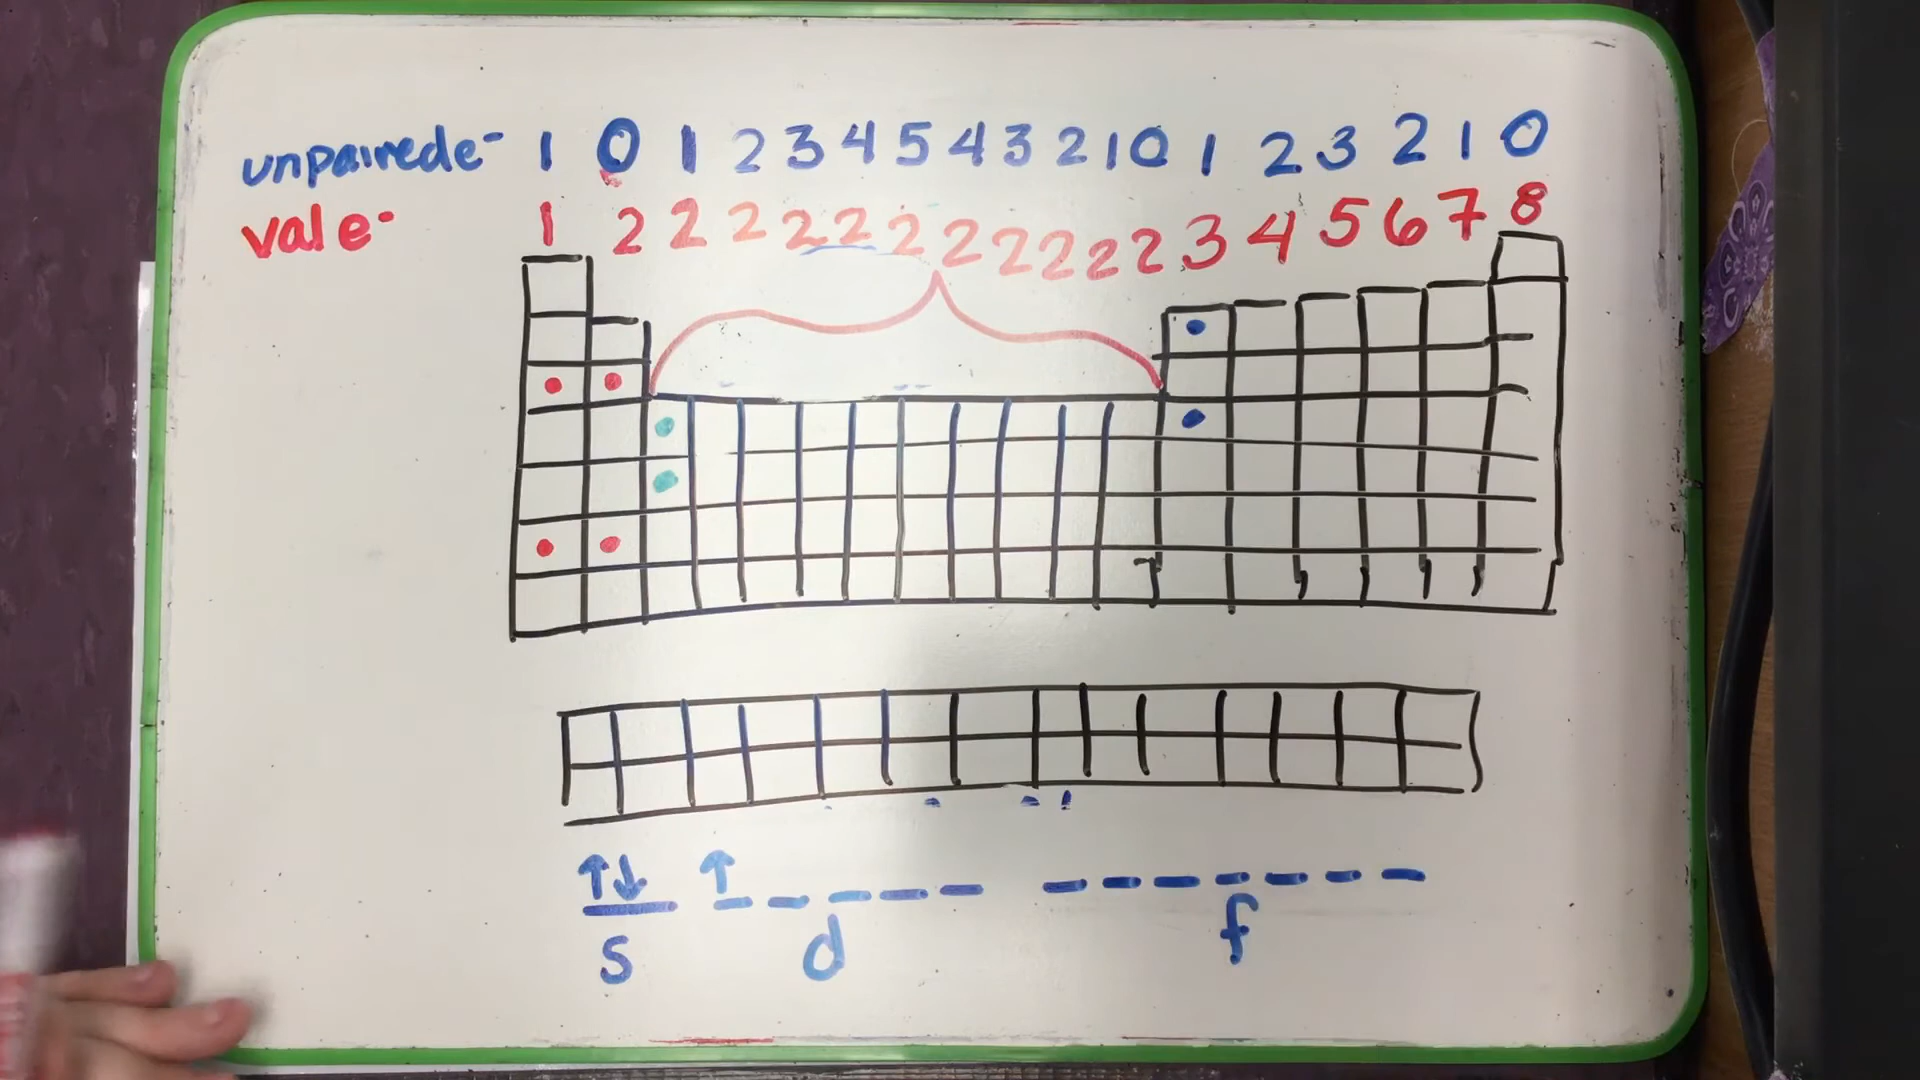 unpaired e- 1 0 1 2 3 4 5 4 3 2 1 0 1 2 3 2 1 0
val e- 1 2 2 2 2 2 2 2 2 2 2 2 3 4 5 6 7 8
↑↓ ↑
s d f